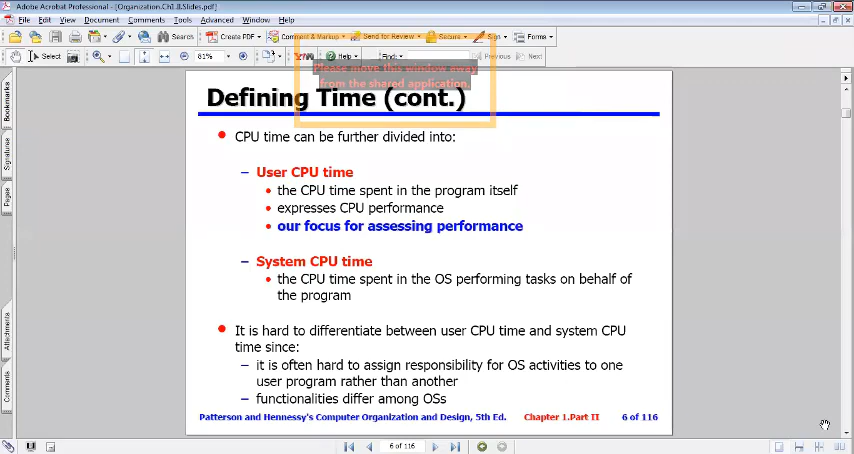 Adobe Acrobat Professional - [Organization.Ch1.II.Slides.pdf]
File Edit View Document Comments Tools Advanced Window Help
Create PDF Comment & Markup Send for Review Secure Sign Forms
Search
Select 81% Help Find: Previous Next
Please move this window away
from the shared application.
Bookmarks
Signatures
Pages
Attachments
Comments
Defining Time (cont.)
CPU time can be further divided into:
– User CPU time
• the CPU time spent in the program itself
• expresses CPU performance
• our focus for assessing performance
– System CPU time
• the CPU time spent in the OS performing tasks on behalf of
the program
It is hard to differentiate between user CPU time and system CPU
time since:
– it is often hard to assign responsibility for OS activities to one
user program rather than another
– functionalities differ among OSs
Patterson and Hennessy's Computer Organization and Design, 5th Ed. Chapter 1.Part II 6 of 116
6 of 116